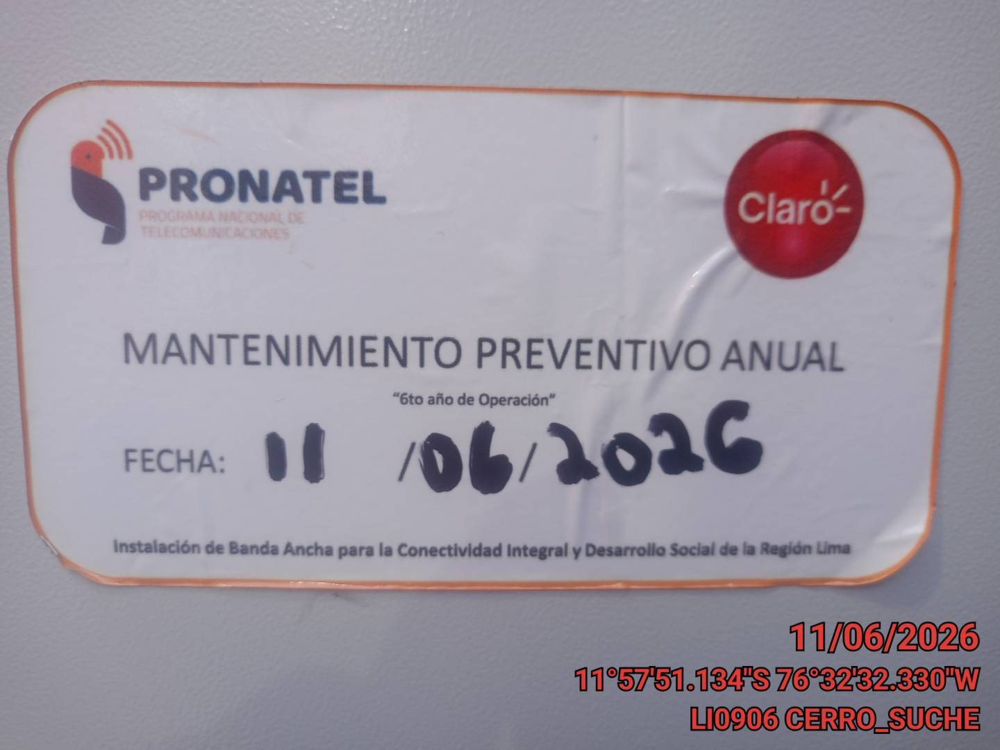 PRONATEL
PROGRAMA NACIONAL DE
TELECOMUNICACIONES
Claro
MANTENIMIENTO PREVENTIVO ANUAL
"6to año de Operación"
FECHA: 11 /06/2026
Instalación de Banda Ancha para la Conectividad Integral y Desarrollo Social de la Región Lima
11/06/2026
11°57'51.134"S 76°32'32.330"W
LI0906 CERRO_SUCHE